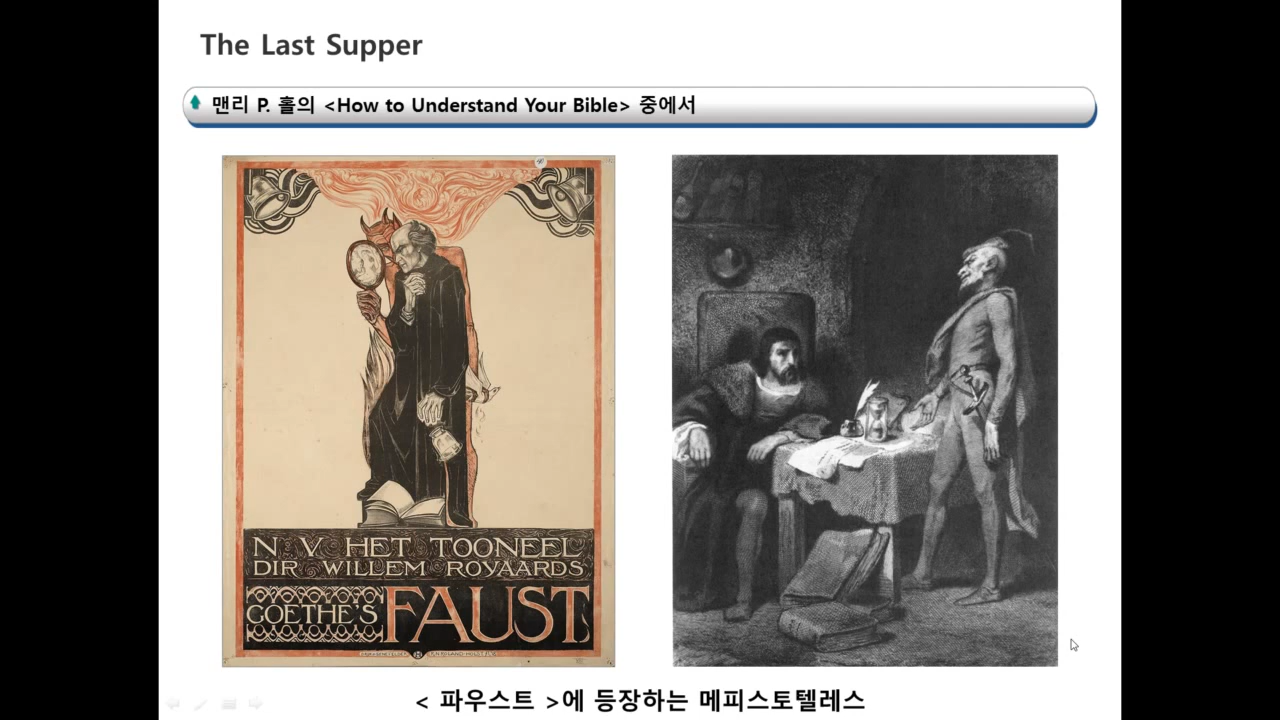 The Last Supper
맨리 P. 홀의 <How to Understand Your Bible> 중에서
N V HET TOONEEL
DIR WILLEM ROYAARDS
GOETHE'S FAUST
< 파우스트 >에 등장하는 메피스토텔레스